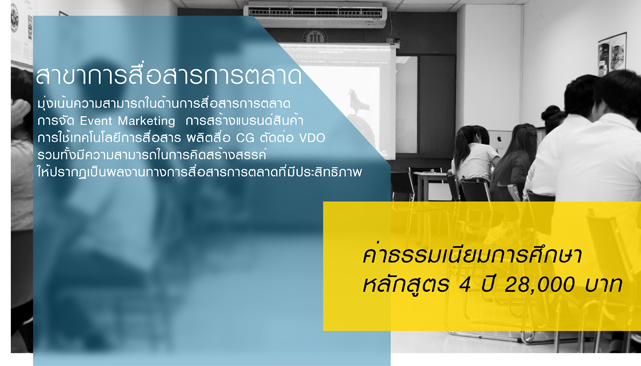 สาขาการสื่อสารการตลาด
มุ่งเน้นความสามารถในด้านการสื่อสารการตลาด
การจัด Event Marketing การสร้างแบรนด์สินค้า
การใช้เทคโนโลยีการสื่อสาร ผลิตสื่อ CG ตัดต่อ VDO
รวมทั้งมีความสามารถในการคิดสร้างสรรค์
ให้ปรากฏเป็นผลงานทางการสื่อสารการตลาดที่มีประสิทธิภาพ
ค่าธรรมเนียมการศึกษา
หลักสูตร 4 ปี 28,000 บาท